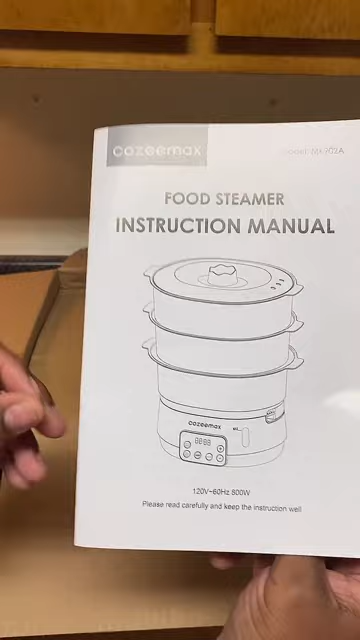 cozeemax
FOOD STEAMER
INSTRUCTION MANUAL
cozeemax
120V~60Hz 800W
Please read carefully and keep the instruction well